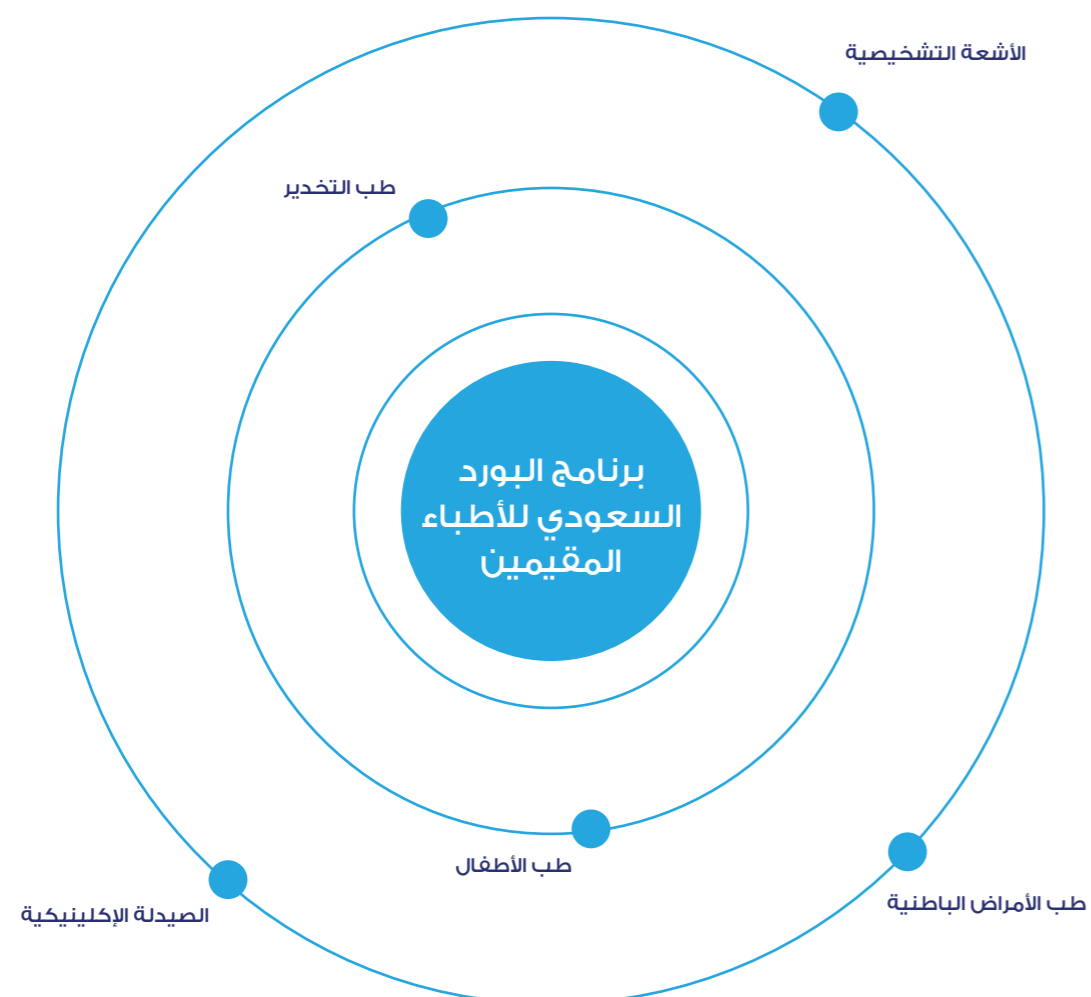 الأشعة التشخيصية
طب التخدير
برنامج البورد
السعودي للأطباء
المقيمين
طب الأطفال
طب الأمراض الباطنية
الصيدلة الإكلينيكية